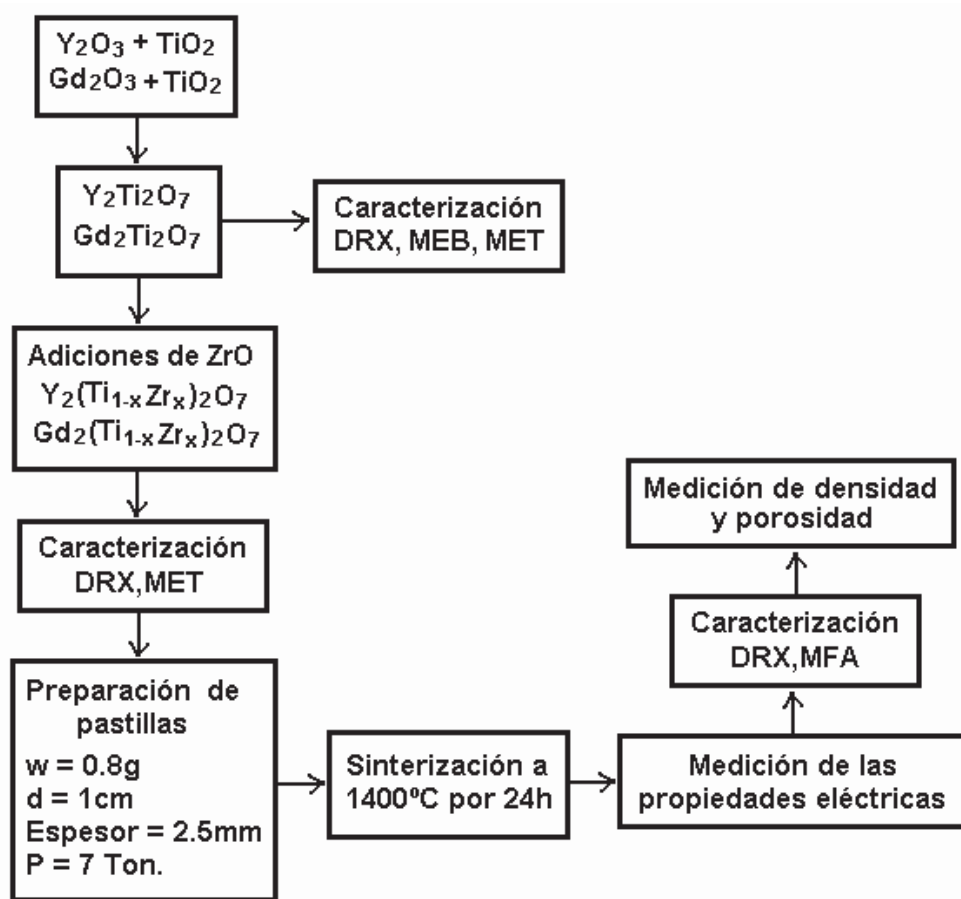 Y₂O₃ + TiO₂
Gd₂O₃ + TiO₂
Y₂Ti₂O₇
Gd₂Ti₂O₇
Caracterización
DRX, MEB, MET
Adiciones de ZrO
Y₂(Ti₁₋ₓZrₓ)₂O₇
Gd₂(Ti₁₋ₓZrₓ)₂O₇
Caracterización
DRX,MET
Preparación de
pastillas
w = 0.8g
d = 1cm
Espesor = 2.5mm
P = 7 Ton.
Sinterización a
1400ºC por 24h
Medición de las
propiedades eléctricas
Caracterización
DRX,MFA
Medición de densidad
y porosidad